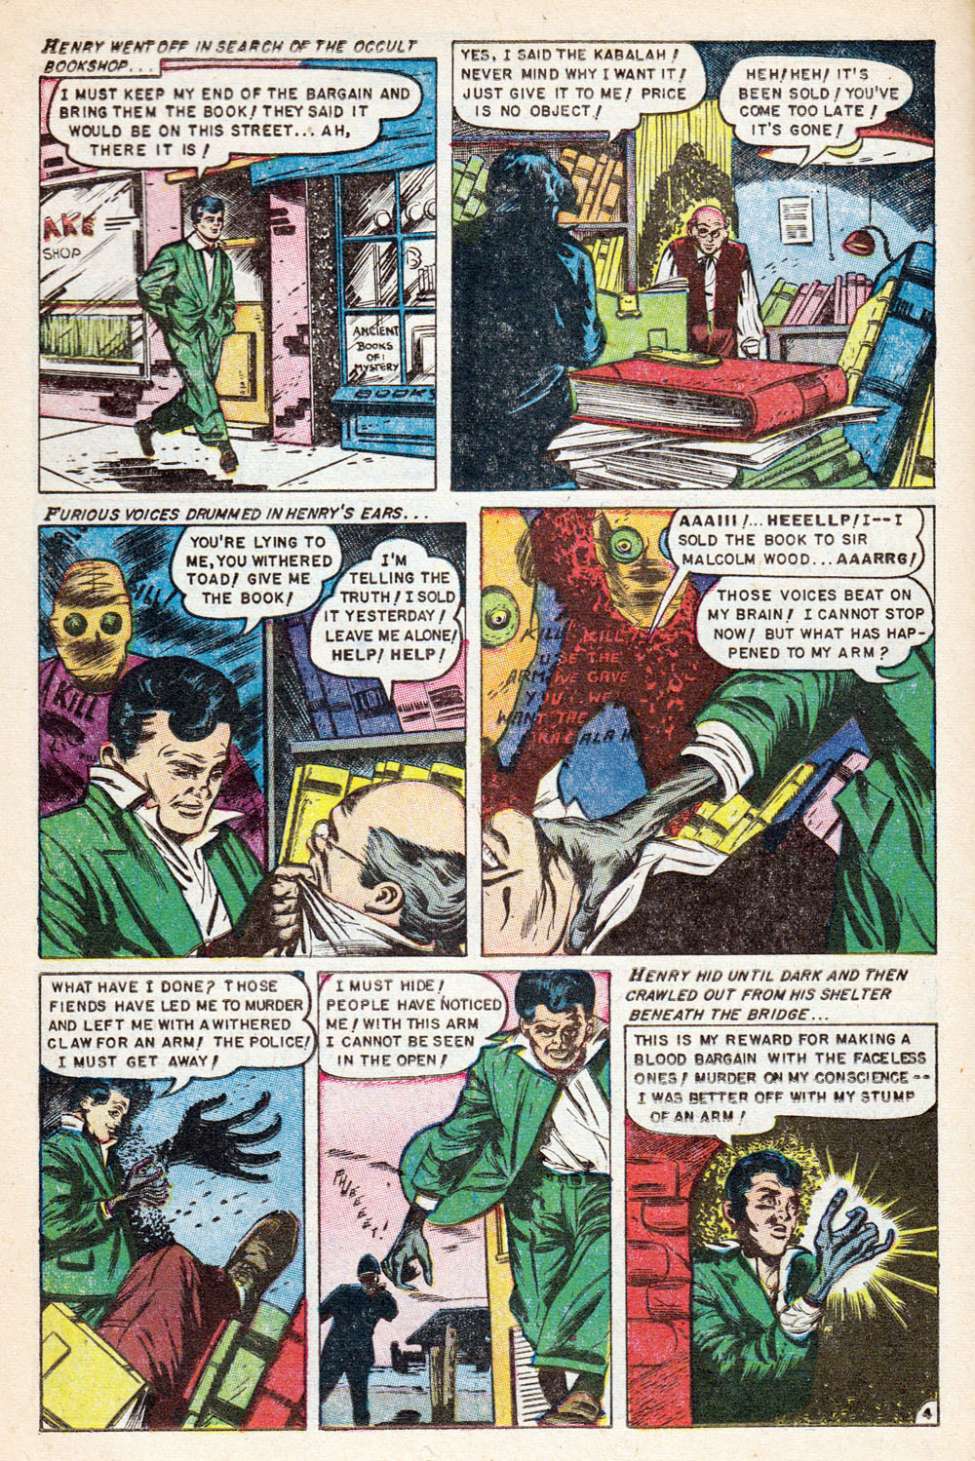 HENRY WENT OFF IN SEARCH OF THE OCCULT
BOOKSHOP...
I MUST KEEP MY END OF THE BARGAIN AND
BRING THEM THE BOOK! THEY SAID IT
WOULD BE ON THIS STREET... AH,
THERE IT IS!
AKE
SHOP
ANCIENT
BOOKS
OF:
MYSTERY
BOOKS
YES, I SAID THE KABALAH!
NEVER MIND WHY I WANT IT!
JUST GIVE IT TO ME! PRICE
IS NO OBJECT!
HEH! HEH! IT'S
BEEN SOLD! YOU'VE
COME TOO LATE!
IT'S GONE!
FURIOUS VOICES DRUMMED IN HENRY'S EARS...
YOU'RE LYING TO
ME, YOU WITHERED
TOAD! GIVE ME
THE BOOK!
I'M
TELLING THE
TRUTH! I SOLD
IT YESTERDAY!
LEAVE ME ALONE!
HELP! HELP!
KILL
AAAIII!... HEEELLP! I--I
SOLD THE BOOK TO SIR
MALCOLM WOOD... AAARRG!
THOSE VOICES BEAT ON
MY BRAIN! I CANNOT STOP
NOW! BUT WHAT HAS HAP-
PENED TO MY ARM?
KILL! KILL!
USE THE
ARM WE GAVE
YOU. WE
WANT THE
WHAT HAVE I DONE? THOSE
FIENDS HAVE LED ME TO MURDER
AND LEFT ME WITH A WITHERED
CLAW FOR AN ARM! THE POLICE!
I MUST GET AWAY!
I MUST HIDE!
PEOPLE HAVE NOTICED
ME! WITH THIS ARM
I CANNOT BE SEEN
IN THE OPEN!
HENRY HID UNTIL DARK AND THEN
CRAWLED OUT FROM HIS SHELTER
BENEATH THE BRIDGE...
THIS IS MY REWARD FOR MAKING A
BLOOD BARGAIN WITH THE FACELESS
ONES! MURDER ON MY CONSCIENCE--
I WAS BETTER OFF WITH MY STUMP
OF AN ARM!
4